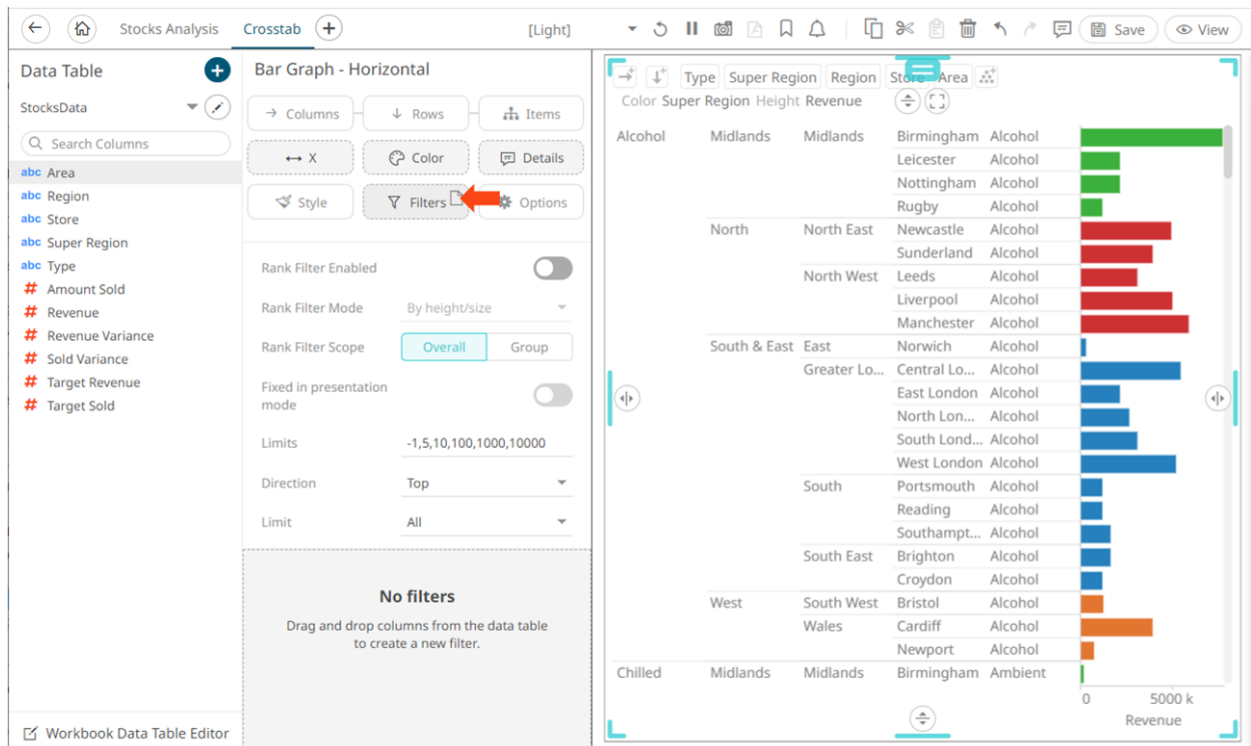 Stocks Analysis Crosstab [Light] Save View
Data Table
StocksData
Search Columns
abc Area
abc Region
abc Store
abc Super Region
abc Type
# Amount Sold
# Revenue
# Revenue Variance
# Sold Variance
# Target Revenue
# Target Sold
Workbook Data Table Editor
Bar Graph - Horizontal
Columns Rows Items
X Color Details
Style Filters Options
Rank Filter Enabled
Rank Filter Mode By height/size
Rank Filter Scope Overall Group
Fixed in presentation
mode
Limits -1,5,10,100,1000,10000
Direction Top
Limit All
No filters
Drag and drop columns from the data table
to create a new filter.
Type Super Region Region Store Area
Color Super Region Height Revenue
Alcohol Midlands Midlands Birmingham Alcohol
Leicester Alcohol
Nottingham Alcohol
Rugby Alcohol
North North East Newcastle Alcohol
Sunderland Alcohol
North West Leeds Alcohol
Liverpool Alcohol
Manchester Alcohol
South & East East Norwich Alcohol
Greater Lo... Central Lo... Alcohol
East London Alcohol
North Lon... Alcohol
South Lond... Alcohol
West London Alcohol
South Portsmouth Alcohol
Reading Alcohol
Southampt... Alcohol
South East Brighton Alcohol
Croydon Alcohol
West South West Bristol Alcohol
Wales Cardiff Alcohol
Newport Alcohol
Chilled Midlands Midlands Birmingham Ambient
0 5000 k
Revenue